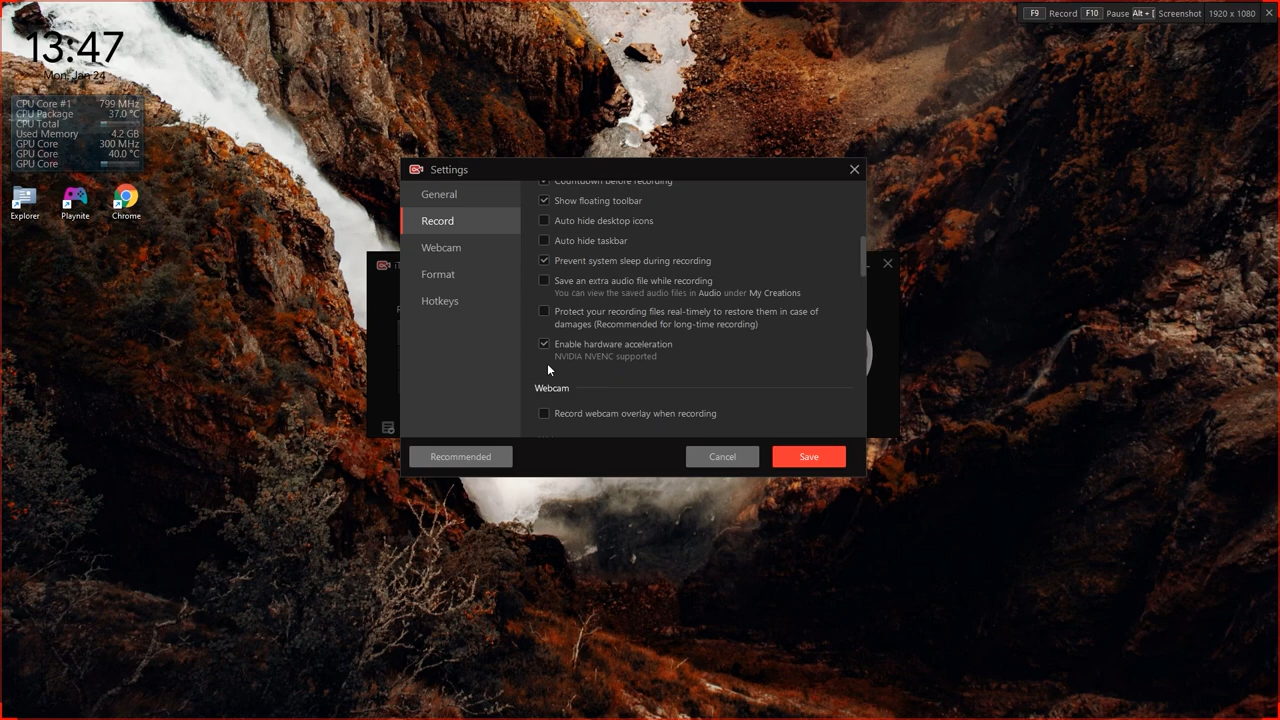 F9 Record F10 Pause Alt + [ Screenshot 1920 x 1080
13:47
Mon, Jan 24
CPU Core #1 799 MHz
CPU Package 37.0 °C
CPU Total
Used Memory 4.2 GB
GPU Core 300 MHz
GPU Core 40.0 °C
GPU Core
Explorer
Playnite
Chrome
Settings
General
Record
Webcam
Format
Hotkeys
Countdown before recording
Show floating toolbar
Auto hide desktop icons
Auto hide taskbar
Prevent system sleep during recording
Save an extra audio file while recording
You can view the saved audio files in Audio under My Creations
Protect your recording files real-timely to restore them in case of
damages (Recommended for long-time recording)
Enable hardware acceleration
NVIDIA NVENC supported
Webcam
Record webcam overlay when recording
Recommended
Cancel
Save